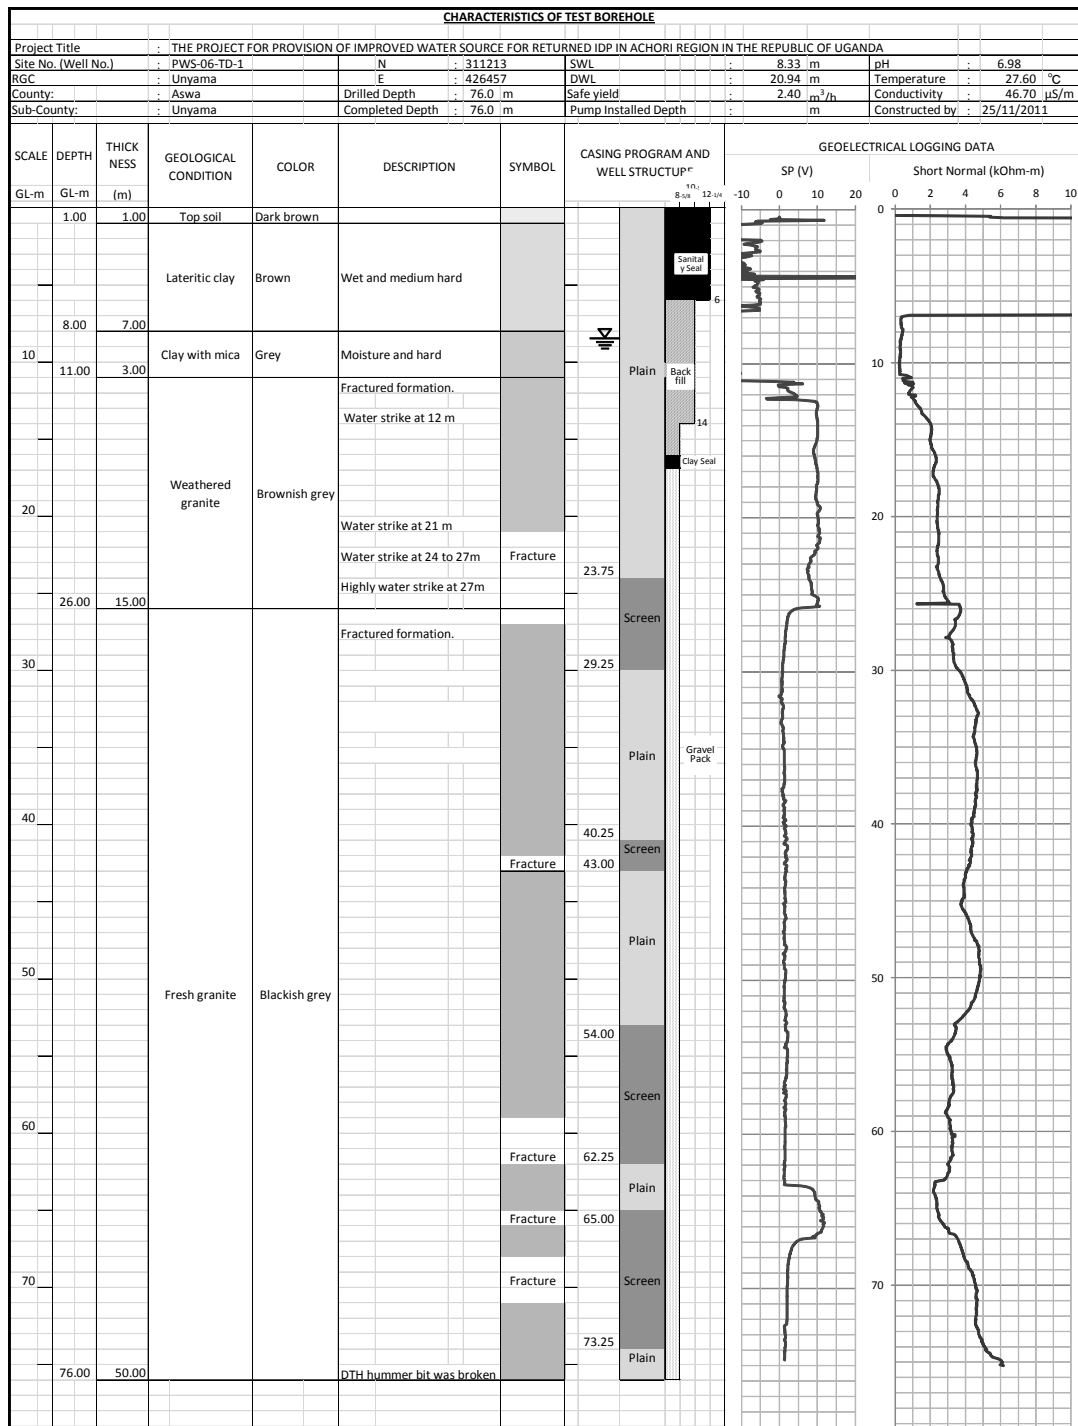 CHARACTERISTICS OF TEST BOREHOLE
Project Title : THE PROJECT FOR PROVISION OF IMPROVED WATER SOURCE FOR RETURNED IDP IN ACHORI REGION IN THE REPUBLIC OF UGANDA
Site No. (Well No.) : PWS-06-TD-1 N : 311213 SWL : 8.33 m pH : 6.98
RGC : Unyama E : 426457 DWL : 20.94 m Temperature : 27.60 ℃
County: : Aswa Drilled Depth : 76.0 m Safe yield : 2.40 m³/h Conductivity : 46.70 µS/m
Sub-County: : Unyama Completed Depth : 76.0 m Pump Installed Depth : m Constructed by : 25/11/2011
SCALE DEPTH THICK NESS GEOLOGICAL CONDITION COLOR DESCRIPTION SYMBOL CASING PROGRAM AND WELL STRUCTURE GEOELECTRICAL LOGGING DATA
SP (V) Short Normal (kOhm-m)
GL-m GL-m (m)
8-5/8 12-1/4
-10 0 10 20 0 2 4 6 8 10
0
1.00 1.00 Top soil Dark brown
Sanital
y Seal
Lateritic clay Brown Wet and medium hard
6
8.00 7.00
10 Clay with mica Grey Moisture and hard 10
11.00 3.00 Plain Back
fill
Fractured formation.
Water strike at 12 m 14
Clay Seal
Weathered
granite Brownish grey
20 20
Water strike at 21 m
Water strike at 24 to 27m Fracture
23.75
Highly water strike at 27m
26.00 15.00
Screen
Fractured formation.
30 29.25 30
Plain Gravel
Pack
40 40.25 40
Screen
Fracture 43.00
Plain
50 50
Fresh granite Blackish grey
54.00
Screen
60 60
Fracture 62.25
Plain
Fracture 65.00
70 Fracture Screen 70
73.25
Plain
76.00 50.00 DTH hummer bit was broken